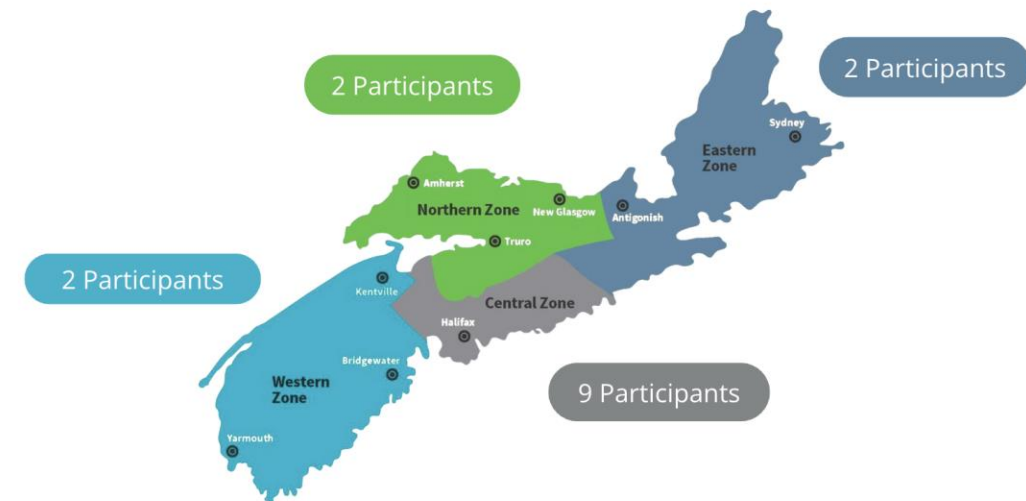 2 Participants
2 Participants
Sydney
Eastern
Zone
Amherst
Northern Zone
New Glasgow
Antigonish
Truro
2 Participants
Kentville
Central Zone
Halifax
Bridgewater
Western
Zone
9 Participants
Yarmouth